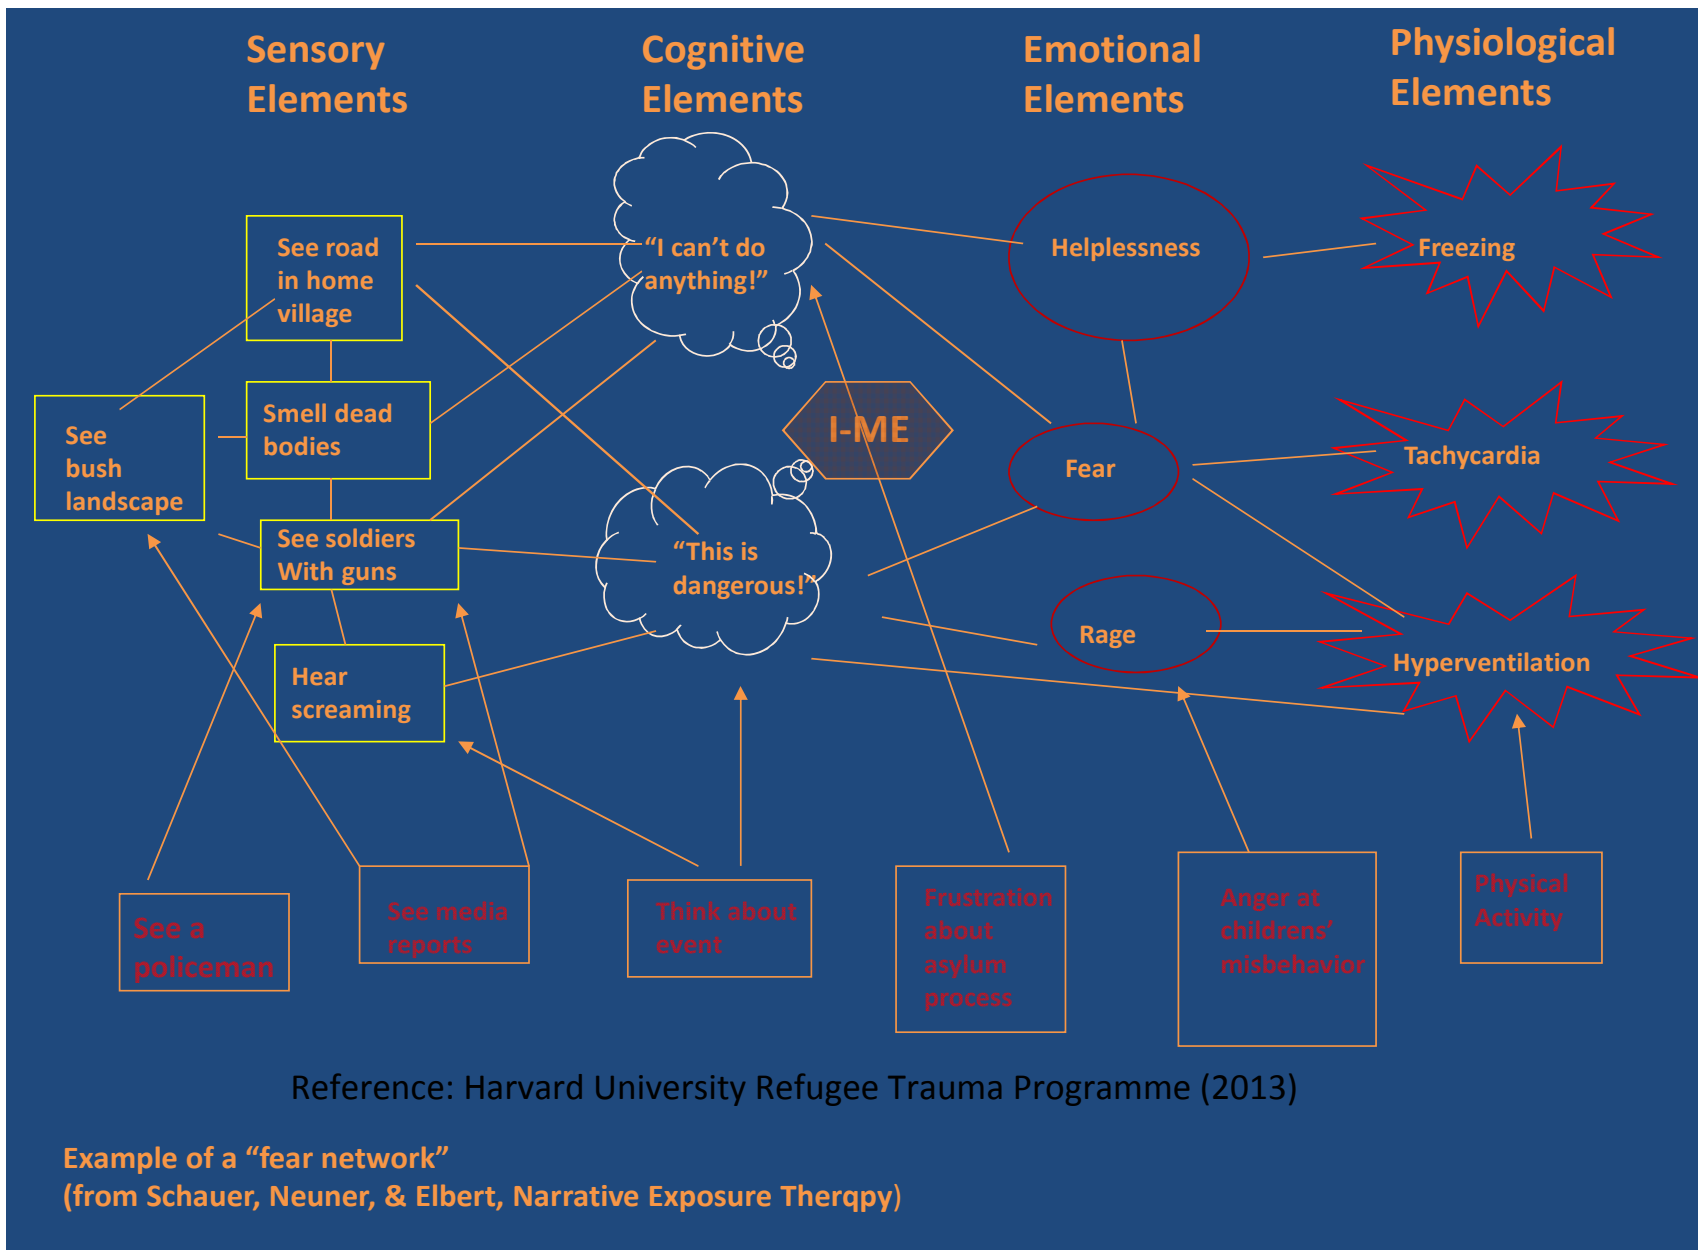 Sensory
Elements
Cognitive
Elements
Emotional
Elements
Physiological
Elements
See road
in home
village
"I can't do
anything!"
Helplessness
Freezing
See
bush
landscape
Smell dead
bodies
I-ME
Fear
Tachycardia
See soldiers
With guns
"This is
dangerous!"
Rage
Hyperventilation
Hear
screaming
See a
policeman
See media
reports
Think about
event
Frustration
about
asylum
process
Anger at
childrens'
misbehavior
Physical
Activity
Reference: Harvard University Refugee Trauma Programme (2013)
Example of a “fear network”
(from Schauer, Neuner, & Elbert, Narrative Exposure Therqpy)